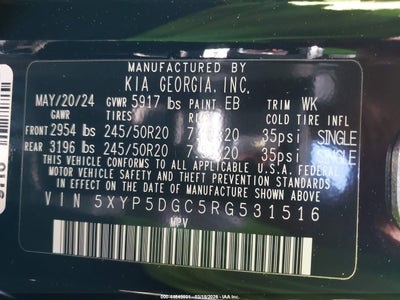 MANUFACTURED BY
KIA GEORGIA, INC.
MAY/20/24 GVWR 5917 lbs PAINT EB TRIM WK
GAWR TIRES COLD TIRE INFL
FRONT 2954 lbs 245/50R20 35psi SINGLE
REAR 3196 lbs 245/50R20 35psi SINGLE
THIS VEHICLE CONFORMS TO ALL APPLICABLE U.S.A. FEDERAL
MOTOR VEHICLE SAFETY AND THEFT PREVENTION STANDARDS
IN EFFECT ON THE DATE OF MANUFACTURE SHOWN ABOVE.
VIN 5XYP5DGC5RG531516
MPV